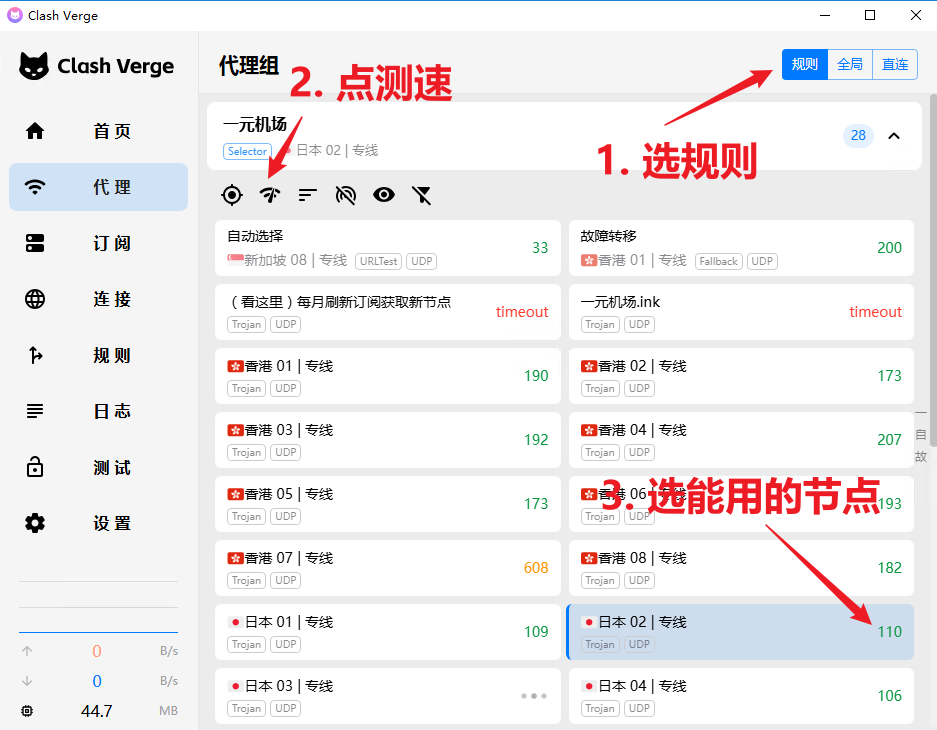 Clash Verge
Clash Verge
首页
代理
订阅
连接
规则
日志
测试
设置
0 B/s
0 B/s
44.7 MB
代理组
规则 全局 直连
2. 点测速
1. 选规则
一元机场
Selector 日本 02 | 专线
28
自动选择
新加坡 08 | 专线 URLTest UDP
33
故障转移
香港 01 | 专线 Fallback UDP
200
（看这里）每月刷新订阅获取新节点
Trojan UDP
timeout
一元机场.ink
Trojan UDP
timeout
香港 01 | 专线
Trojan UDP
190
香港 02 | 专线
Trojan UDP
173
香港 03 | 专线
Trojan UDP
192
香港 04 | 专线
Trojan UDP
207
香港 05 | 专线
Trojan UDP
173
香港 06 | 专线
Trojan UDP
193
3. 选能用的节点
香港 07 | 专线
Trojan UDP
608
香港 08 | 专线
Trojan UDP
182
日本 01 | 专线
Trojan UDP
109
日本 02 | 专线
Trojan UDP
110
日本 03 | 专线
Trojan UDP
日本 04 | 专线
Trojan UDP
106
一
自
故